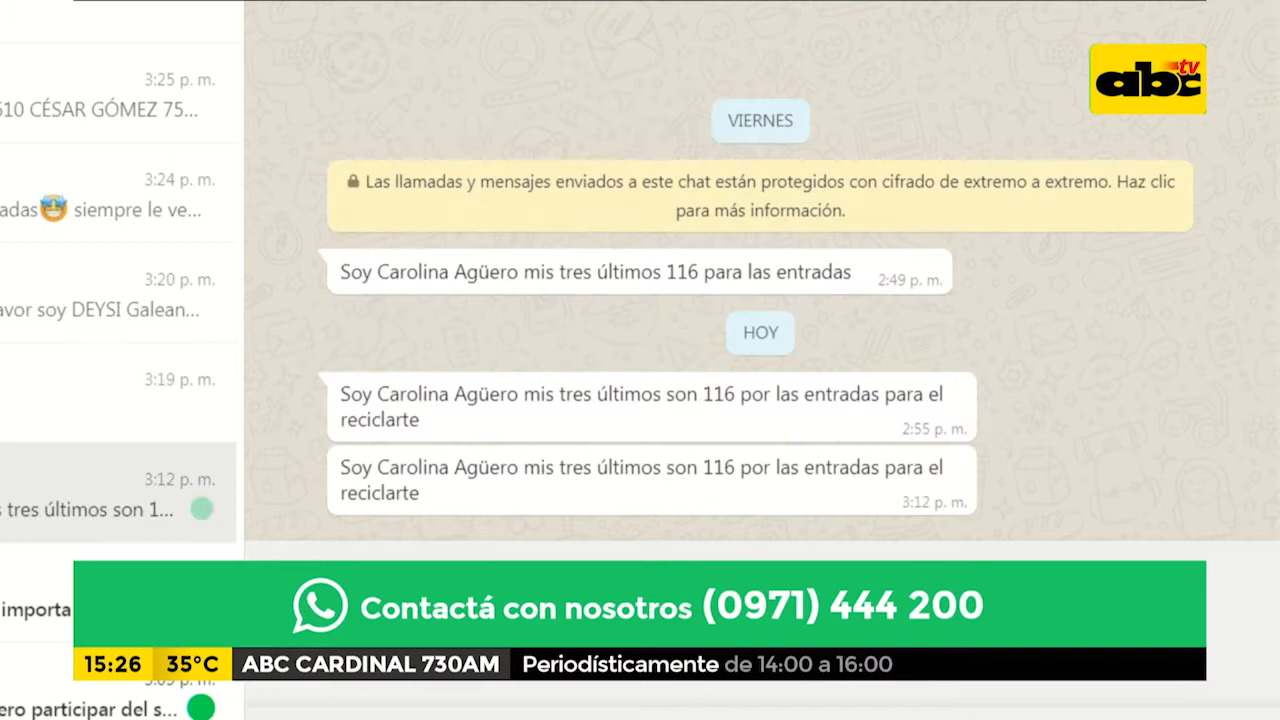 3:25 p. m.
610 CÉSAR GÓMEZ 75...
3:24 p. m.
adas🤩 siempre le ve...
3:20 p. m.
avor soy DEYSI Galean...
3:19 p. m.
3:12 p. m.
s tres últimos son 1...
importa
ero participar del s...
abc tv
VIERNES
Las llamadas y mensajes enviados a este chat están protegidos con cifrado de extremo a extremo. Haz clic
para más información.
Soy Carolina Agüero mis tres últimos 116 para las entradas
2:49 p. m.
HOY
Soy Carolina Agüero mis tres últimos son 116 por las entradas para el
reciclarte
2:55 p. m.
Soy Carolina Agüero mis tres últimos son 116 por las entradas para el
reciclarte
3:12 p. m.
Contactá con nosotros (0971) 444 200
15:26 35°C ABC CARDINAL 730AM Periodísticamente de 14:00 a 16:00